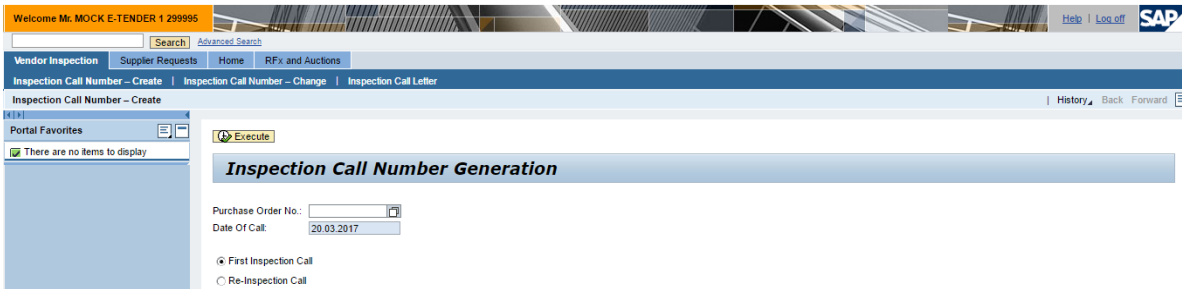 Welcome Mr. MOCK E-TENDER 1 299995
Help | Log off
SAP
Search Advanced Search
Vendor Inspection Supplier Requests Home RFx and Auctions
Inspection Call Number – Create | Inspection Call Number – Change | Inspection Call Letter
Inspection Call Number – Create
| History Back Forward
Portal Favorites
There are no items to display
Execute
Inspection Call Number Generation
Purchase Order No.:
Date Of Call: 20.03.2017
First Inspection Call
Re-Inspection Call